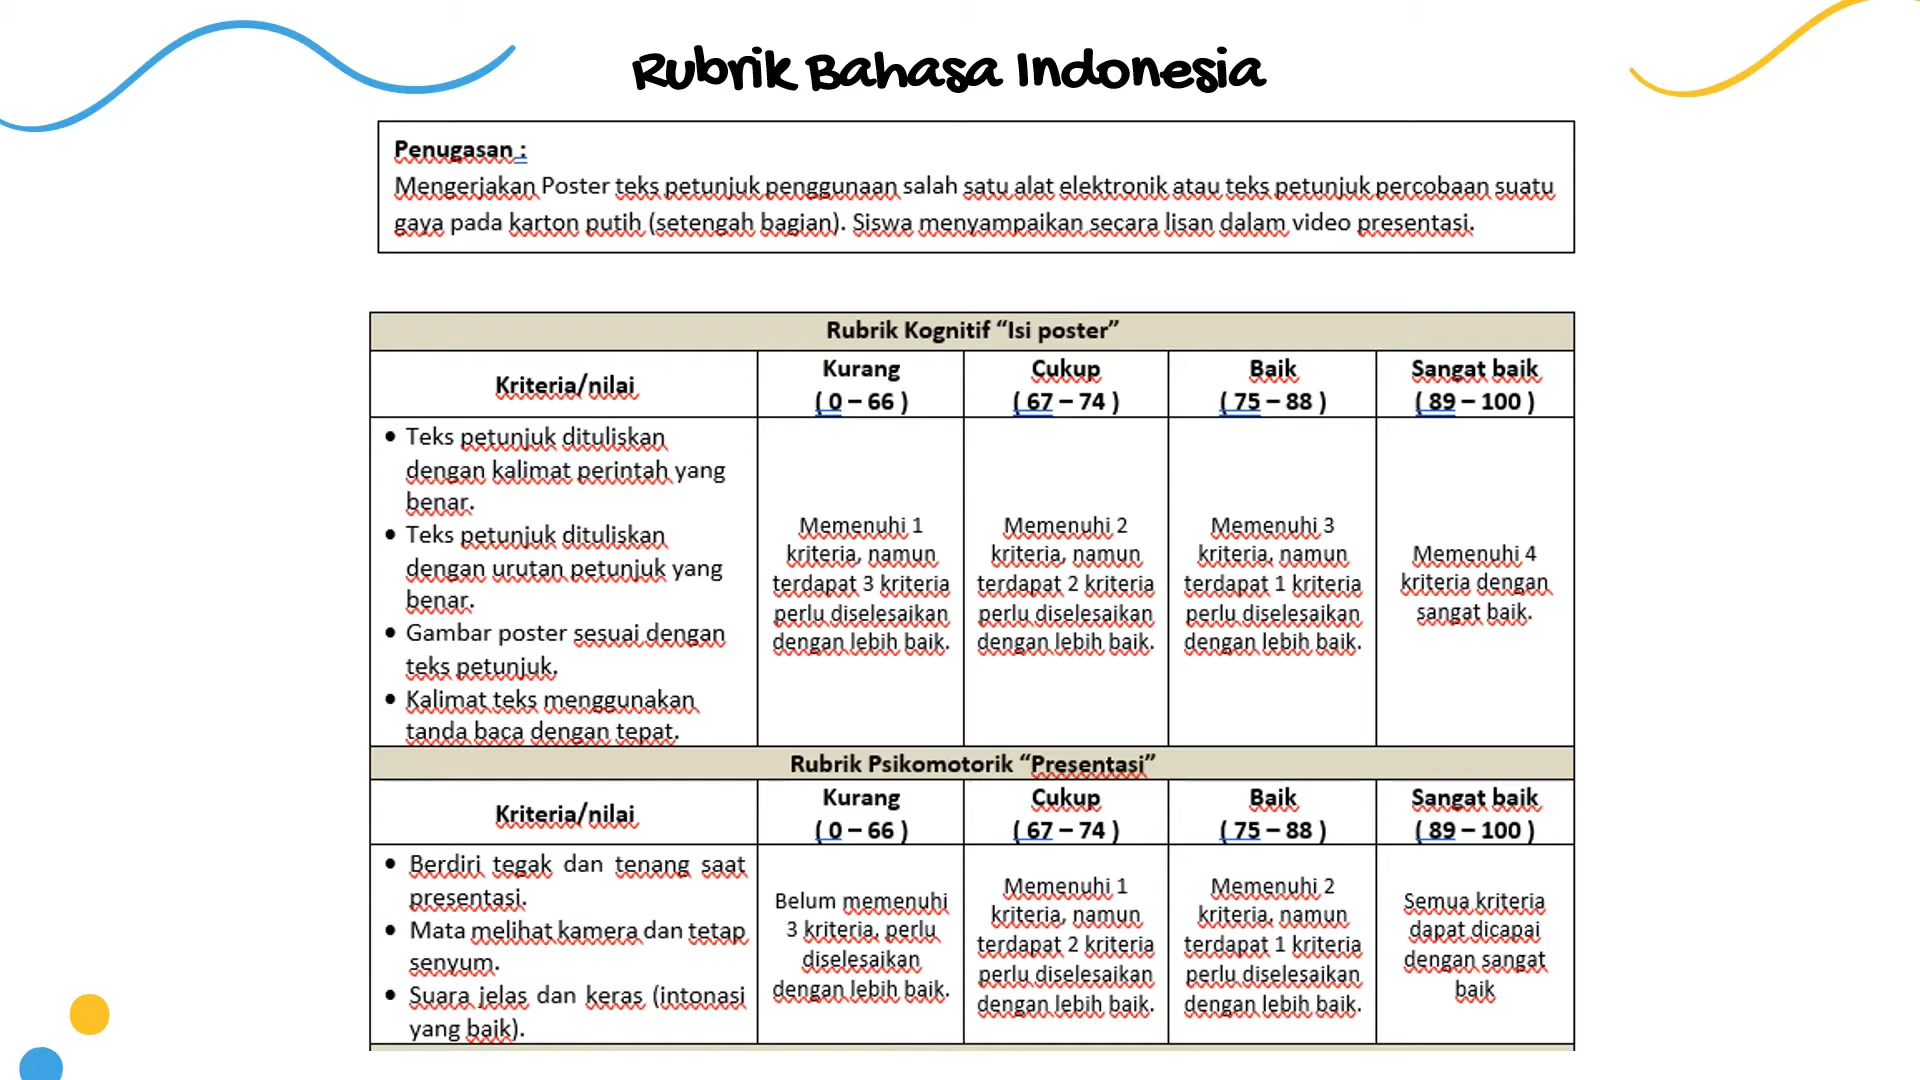 Rubrik Bahasa Indonesia
Penugasan :
Mengerjakan Poster teks petunjuk penggunaan salah satu alat elektronik atau teks petunjuk percobaan suatu
gaya pada karton putih (setengah bagian). Siswa menyampaikan secara lisan dalam video presentasi.
Rubrik Kognitif “Isi poster”
Kriteria/nilai
Kurang
( 0 – 66 )
Cukup
( 67 – 74 )
Baik
( 75 – 88 )
Sangat baik
( 89 – 100 )
• Teks petunjuk dituliskan
dengan kalimat perintah yang
benar.
• Teks petunjuk dituliskan
dengan urutan petunjuk yang
benar.
• Gambar poster sesuai dengan
teks petunjuk.
• Kalimat teks menggunakan
tanda baca dengan tepat.
Memenuhi 1
kriteria, namun
terdapat 3 kriteria
perlu diselesaikan
dengan lebih baik.
Memenuhi 2
kriteria, namun
terdapat 2 kriteria
perlu diselesaikan
dengan lebih baik.
Memenuhi 3
kriteria, namun
terdapat 1 kriteria
perlu diselesaikan
dengan lebih baik.
Memenuhi 4
kriteria dengan
sangat baik.
Rubrik Psikomotorik “Presentasi”
Kriteria/nilai
Kurang
( 0 – 66 )
Cukup
( 67 – 74 )
Baik
( 75 – 88 )
Sangat baik
( 89 – 100 )
• Berdiri tegak dan tenang saat
presentasi.
• Mata melihat kamera dan tetap
senyum.
• Suara jelas dan keras (intonasi
yang baik).
Belum memenuhi
3 kriteria, perlu
diselesaikan
dengan lebih baik.
Memenuhi 1
kriteria, namun
terdapat 2 kriteria
perlu diselesaikan
dengan lebih baik.
Memenuhi 2
kriteria, namun
terdapat 1 kriteria
perlu diselesaikan
dengan lebih baik.
Semua kriteria
dapat dicapai
dengan sangat
baik